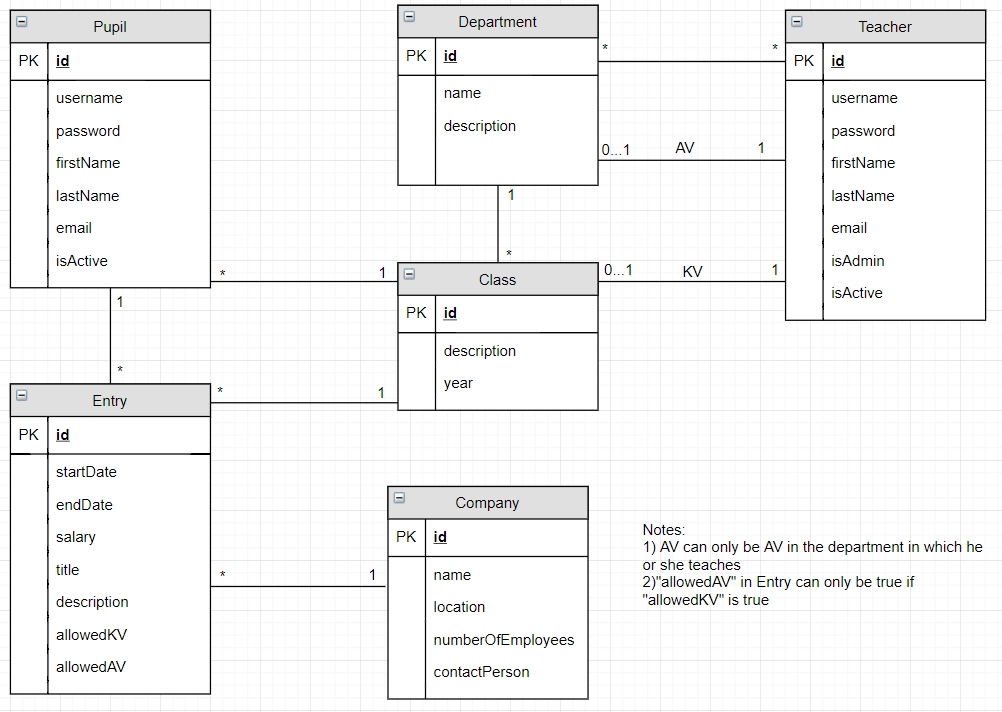 Pupil
PK id
username
password
firstName
lastName
email
isActive
Department
PK id
name
description
Teacher
PK id
username
password
firstName
lastName
email
isAdmin
isActive
* *
0...1 AV 1
1
*
* 1
0...1 KV 1
Class
PK id
description
year
1
*
* 1
Entry
PK id
startDate
endDate
salary
title
description
allowedKV
allowedAV
* 1
Company
PK id
name
location
numberOfEmployees
contactPerson
Notes:
1) AV can only be AV in the department in which he
or she teaches
2)"allowedAV" in Entry can only be true if
"allowedKV" is true